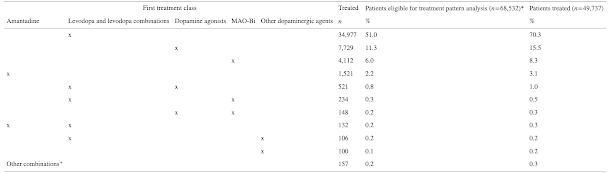 First treatment class Treated Patients eligible for treatment pattern analysis (n=68,532)* Patients treated (n=49,737)
Amantadine Levodopa and levodopa combinations Dopamine agonists MAO-Bi Other dopaminergic agents n % %
x 34,977 51.0 70.3
x 7,729 11.3 15.5
x 4,112 6.0 8.3
x 1,521 2.2 3.1
x x 521 0.8 1.0
x x 234 0.3 0.5
x x 148 0.2 0.3
x x 132 0.2 0.3
x x 106 0.2 0.2
x 100 0.1 0.2
Other combinations 157 0.2 0.3